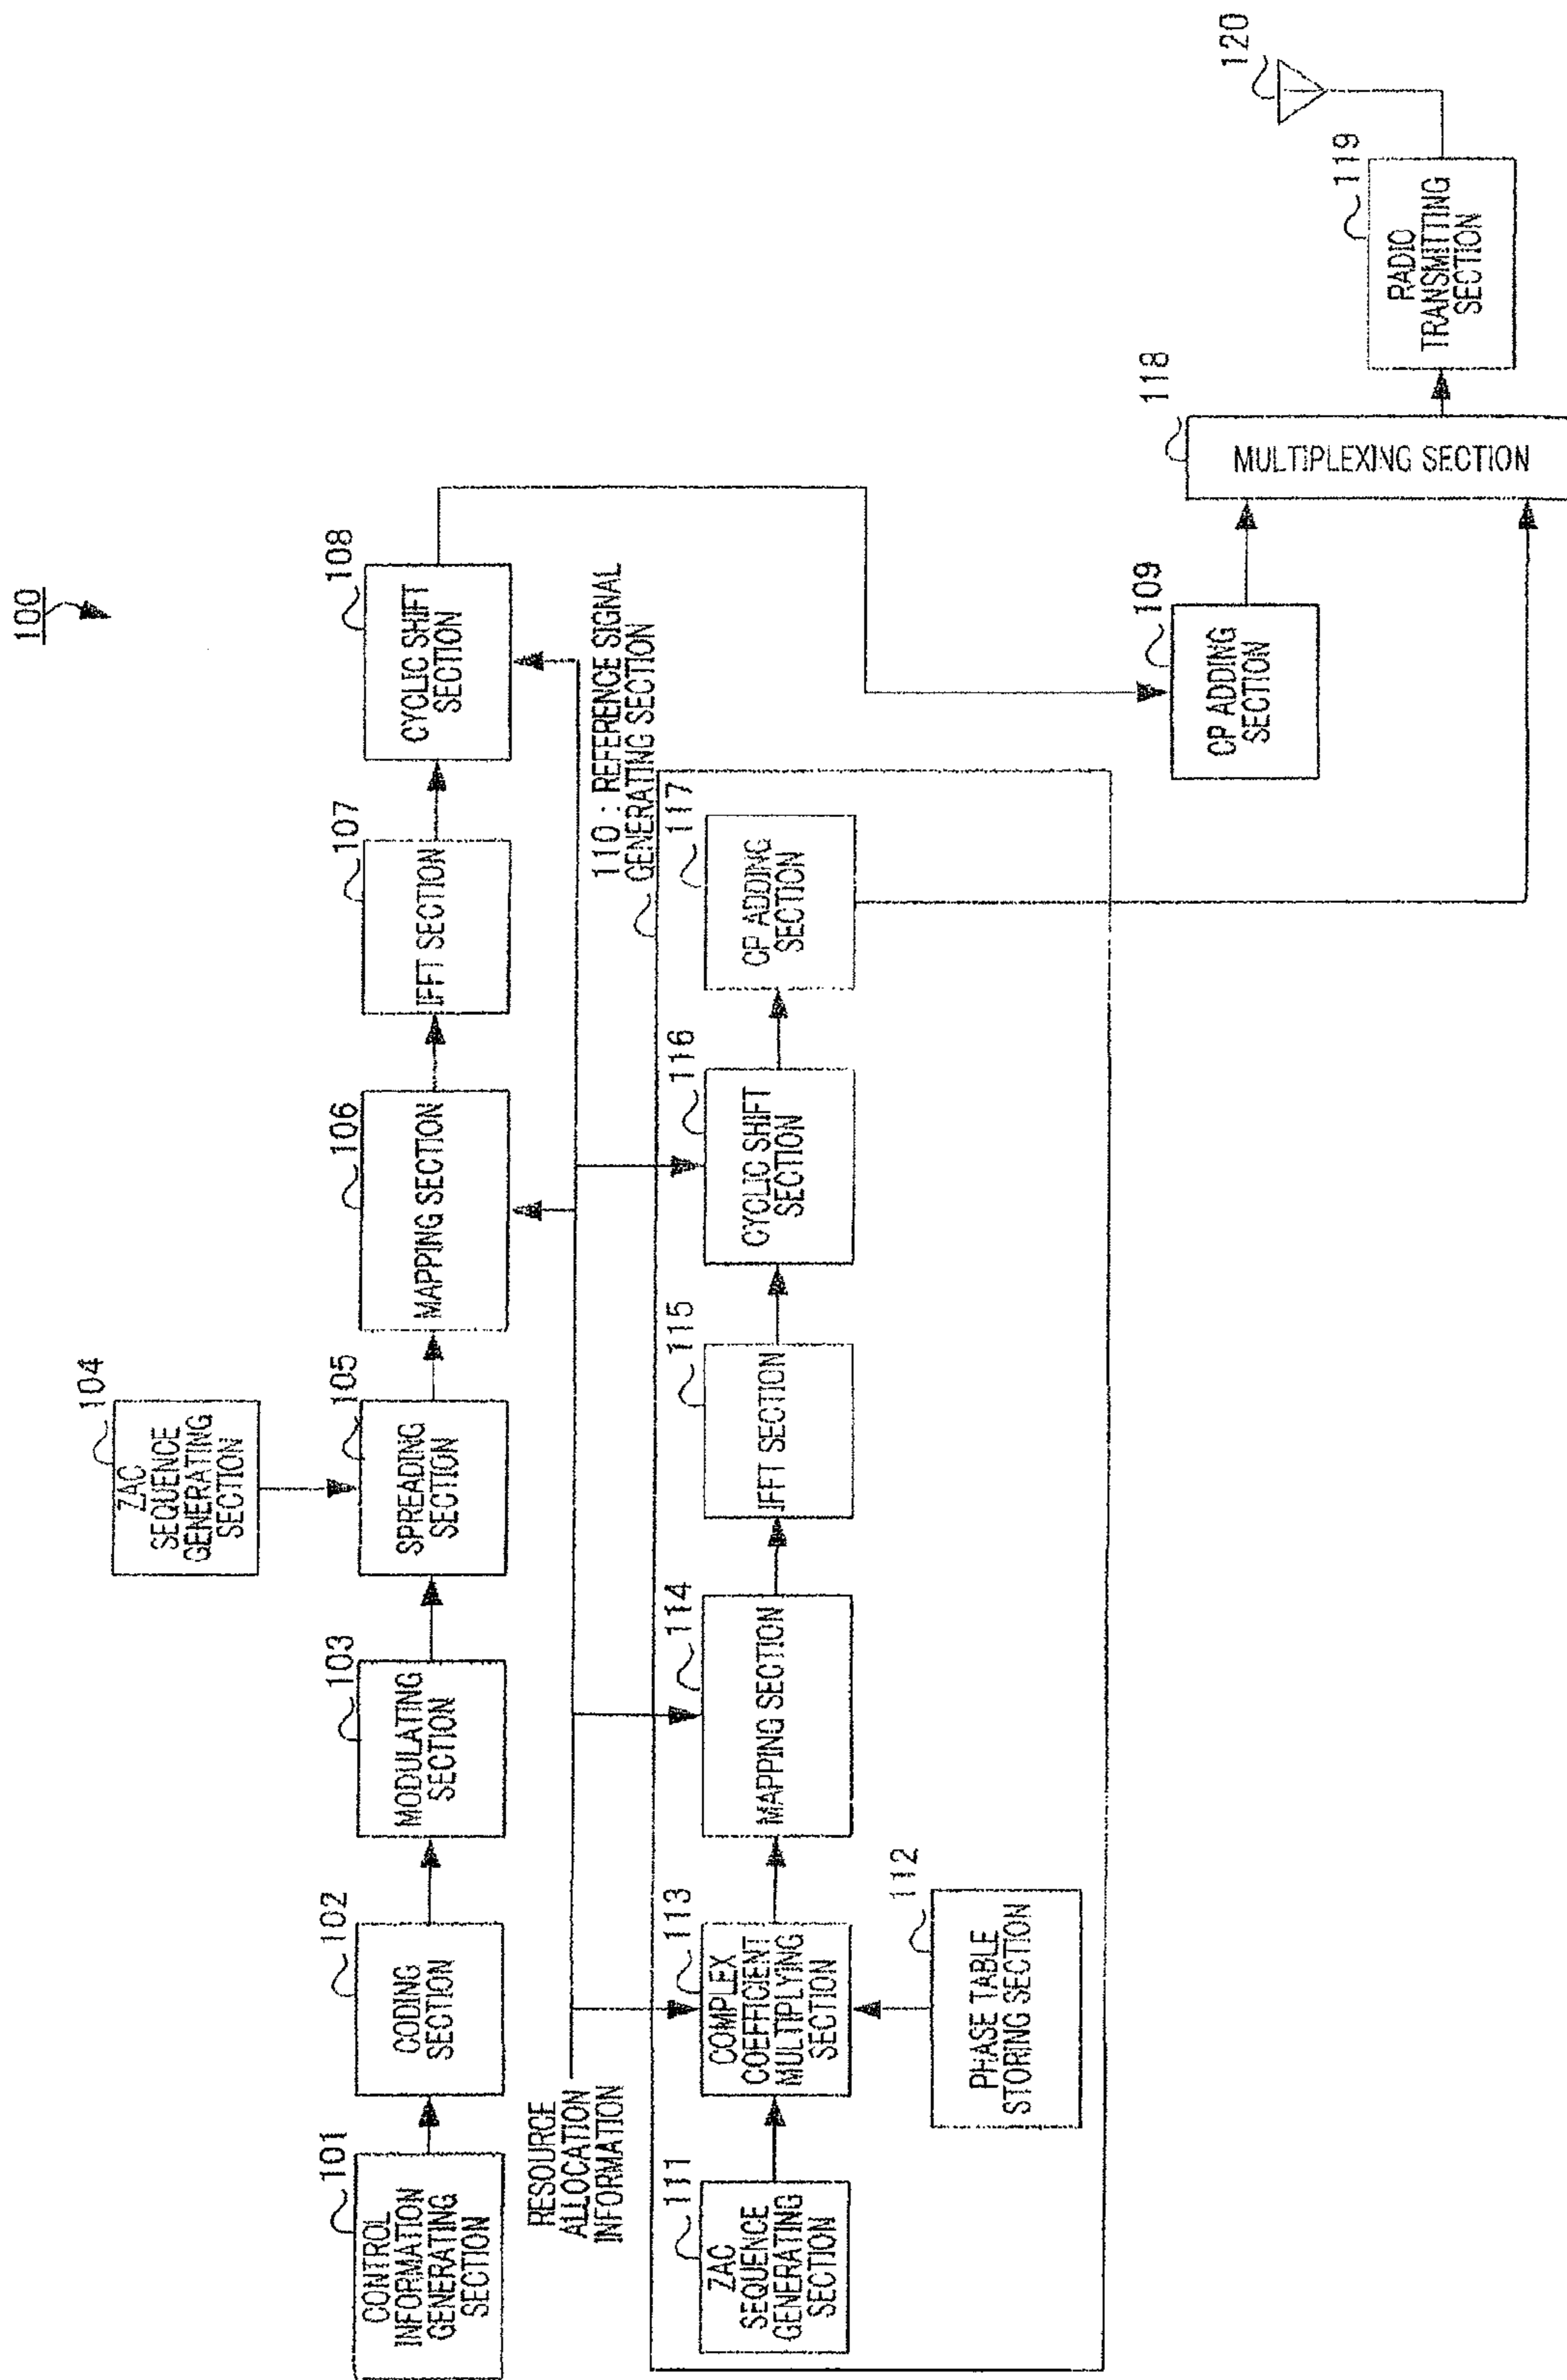 100
104
ZAC
SEQUENCE
GENERATING
SECTION
101
CONTROL
INFORMATION
GENERATING
SECTION
102
CODING
SECTION
103
MODULATING
SECTION
105
SPREADING
SECTION
106
MAPPING SECTION
107
IFFT SECTION
108
CYCLIC SHIFT
SECTION
RESOURCE
ALLOCATION
INFORMATION
110 : REFERENCE SIGNAL
GENERATING SECTION
111
ZAC
SEQUENCE
GENERATING
SECTION
113
COMPLEX
COEFFICIENT
MULTIPLYING
SECTION
114
MAPPING SECTION
115
IFFT SECTION
116
CYCLIC SHIFT
SECTION
117
CP ADDING
SECTION
112
PHASE TABLE
STORING SECTION
109
CP ADDING
SECTION
118
MULTIPLEXING SECTION
119
RADIO
TRANSMITTING
SECTION
120